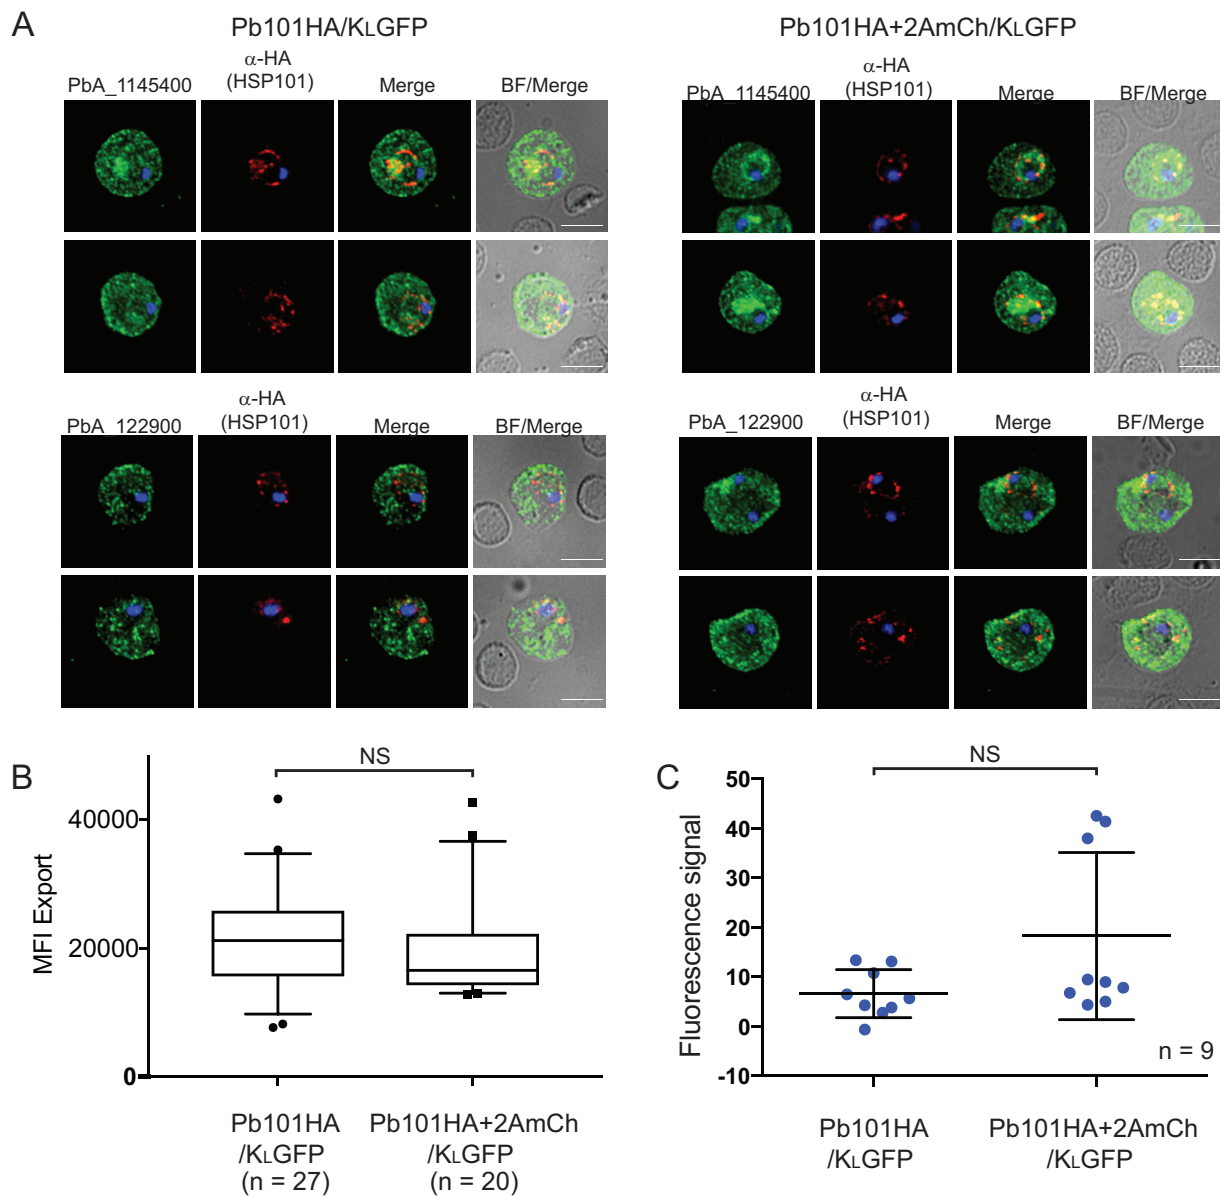 A
Pb101HA/KLGFP
Pb101HA+2AmCh/KLGFP
PbA_1145400
α-HA
(HSP101)
Merge
BF/Merge
PbA_1145400
α-HA
(HSP101)
Merge
BF/Merge
PbA_122900
α-HA
(HSP101)
Merge
BF/Merge
PbA_122900
α-HA
(HSP101)
Merge
BF/Merge
B
NS
MFI Export
40000
20000
0
Pb101HA
/KLGFP
(n = 27)
Pb101HA+2AmCh
/KLGFP
(n = 20)
C
NS
Fluorescence signal
50
40
30
20
10
0
-10
n = 9
Pb101HA
/KLGFP
Pb101HA+2AmCh
/KLGFP